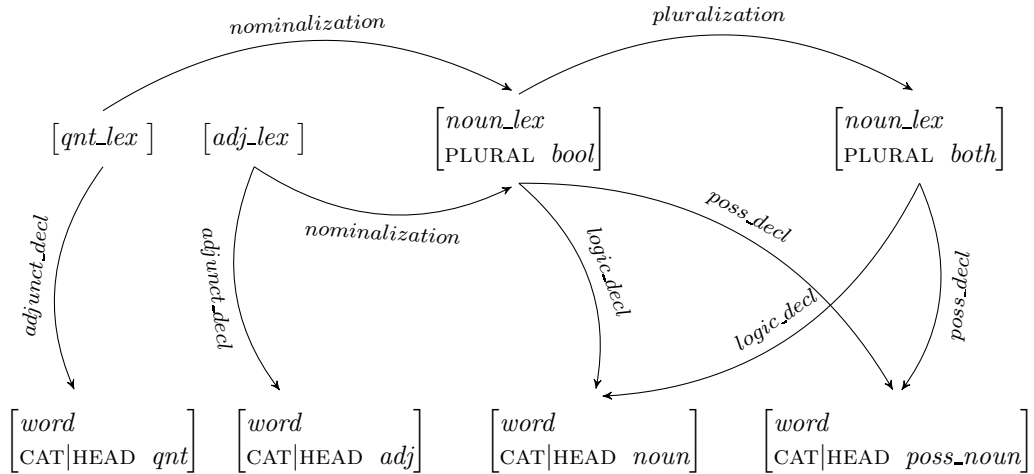 nominalization
pluralization
[qnt_lex ]
[adj_lex ]
noun_lex
PLURAL bool
noun_lex
PLURAL both
nominalization
adjunct_decl
adjunct_decl
logic_decl
poss_decl
logic_decl
poss_decl
word
CAT|HEAD qnt
word
CAT|HEAD adj
word
CAT|HEAD noun
word
CAT|HEAD poss_noun